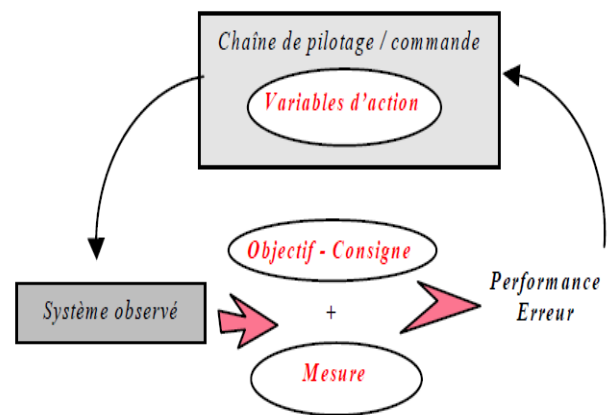 Chaîne de pilotage / commande
Variables d'action
Objectif - Consigne
Système observé
+
Performance
Erreur
Mesure